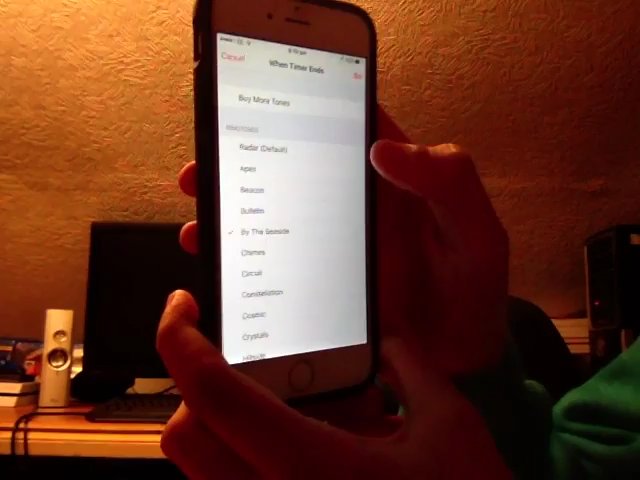 Cancel When Timer Ends Set
Buy More Tones
RINGTONES
Radar (Default)
Apex
Beacon
Bulletin
✓ By The Seaside
Chimes
Circuit
Constellation
Cosmic
Crystals
Hillside